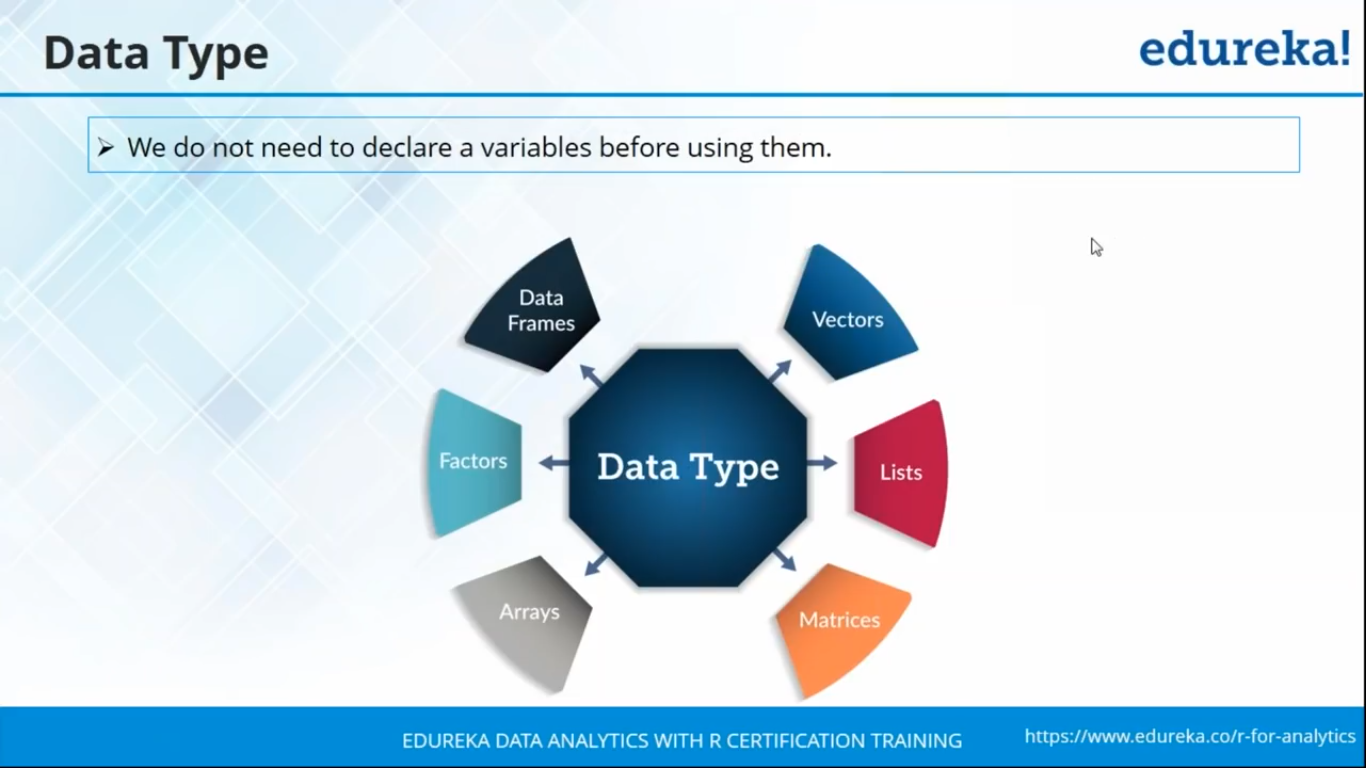 Data Type
edureka!
➤ We do not need to declare a variables before using them.
Data
Frames
Vectors
Factors
Data Type
Lists
Arrays
Matrices
EDUREKA DATA ANALYTICS WITH R CERTIFICATION TRAINING
https://www.edureka.co/r-for-analytics